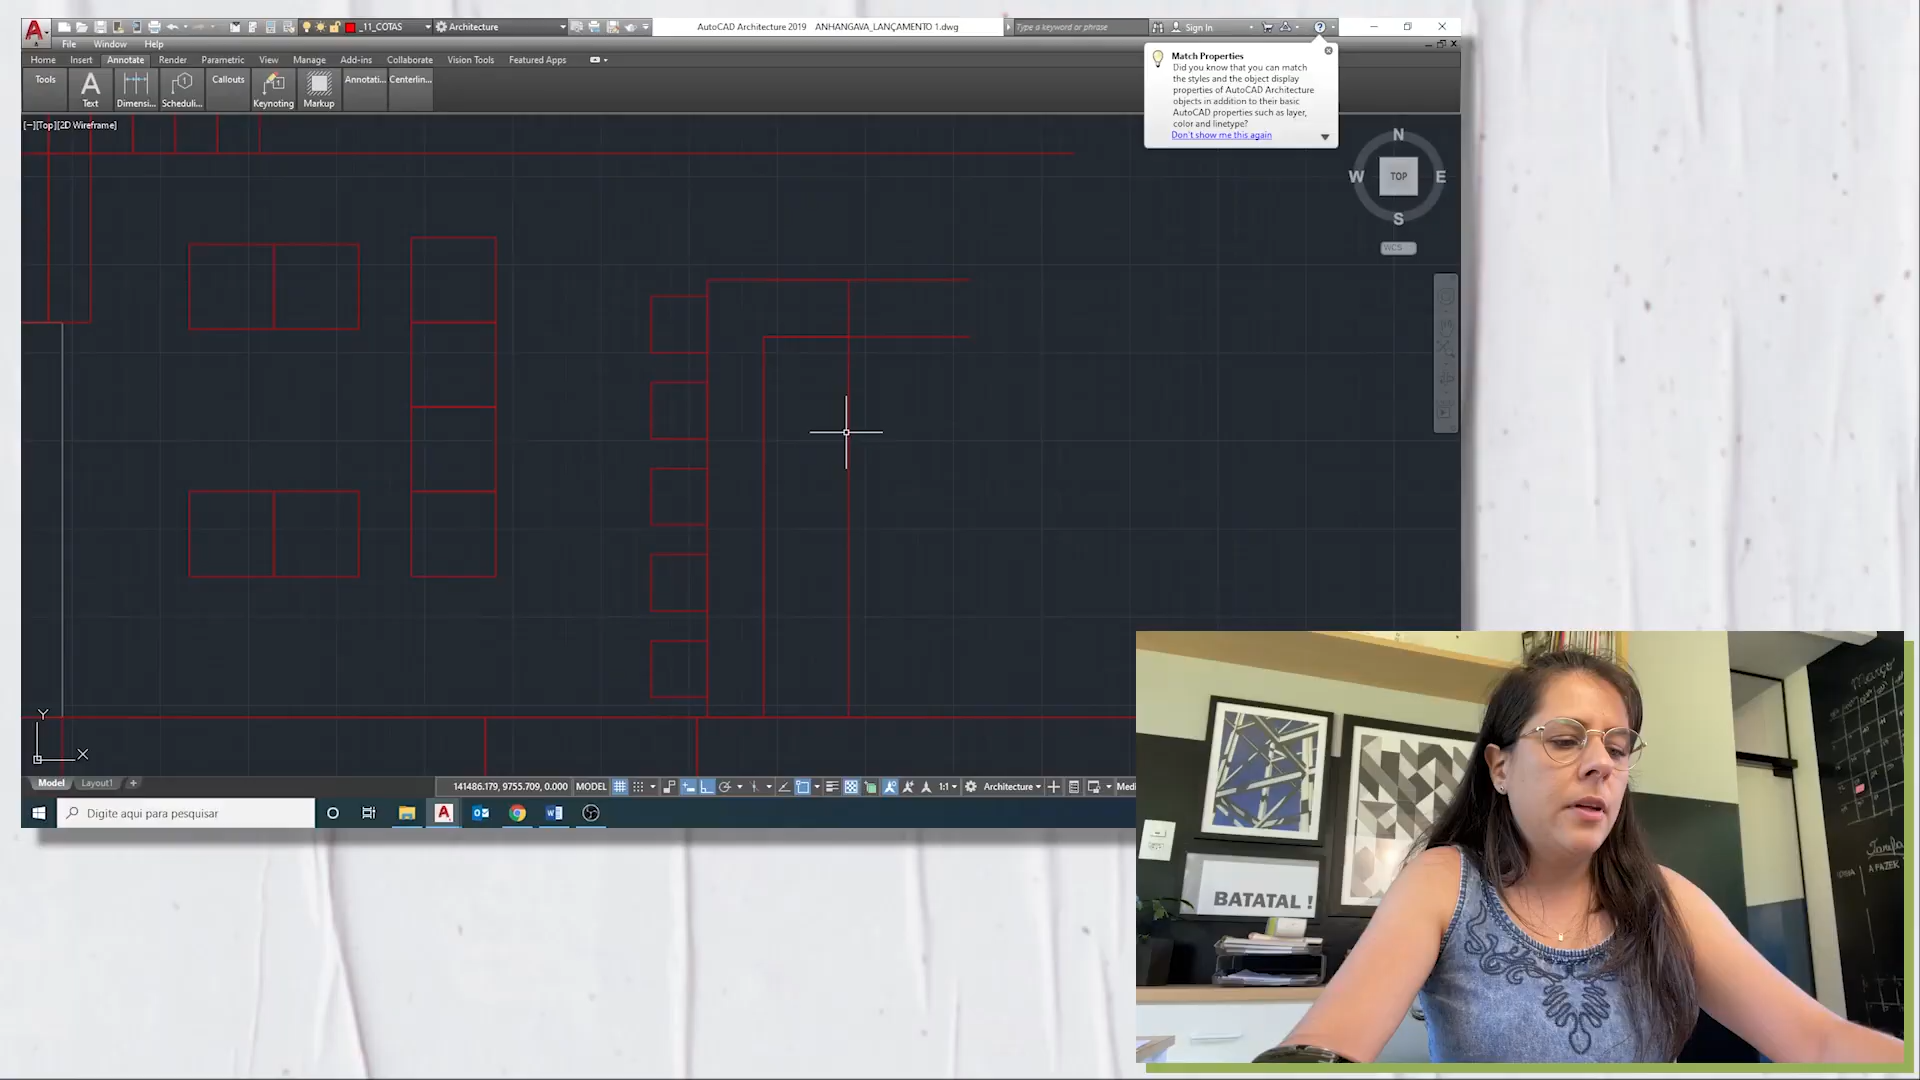 _11_COTAS
Architecture
AutoCAD Architecture 2019 ANHANGAVA_LANÇAMENTO 1.dwg
Type a keyword or phrase
Sign In
File Window Help
Home Insert Annotate Render Parametric View Manage Add-ins Collaborate Vision Tools Featured Apps
Tools
Text
Dimensi...
Scheduli...
Callouts
Keynoting
Markup
Annotati...
Centerlin...
Match Properties
Did you know that you can match
the styles and the object display
properties of AutoCAD Architecture
objects in addition to their basic
AutoCAD properties such as layer,
color and linetype?
Don't show me this again
[−][Top][2D Wireframe]
N
W TOP E
S
WCS
Y
X
Model Layout1 +
141486.179, 9755.709, 0.000 MODEL 1:1 Architecture Medi
Digite aqui para pesquisar
BATATAL !
Março
Tarefas
A FAZER